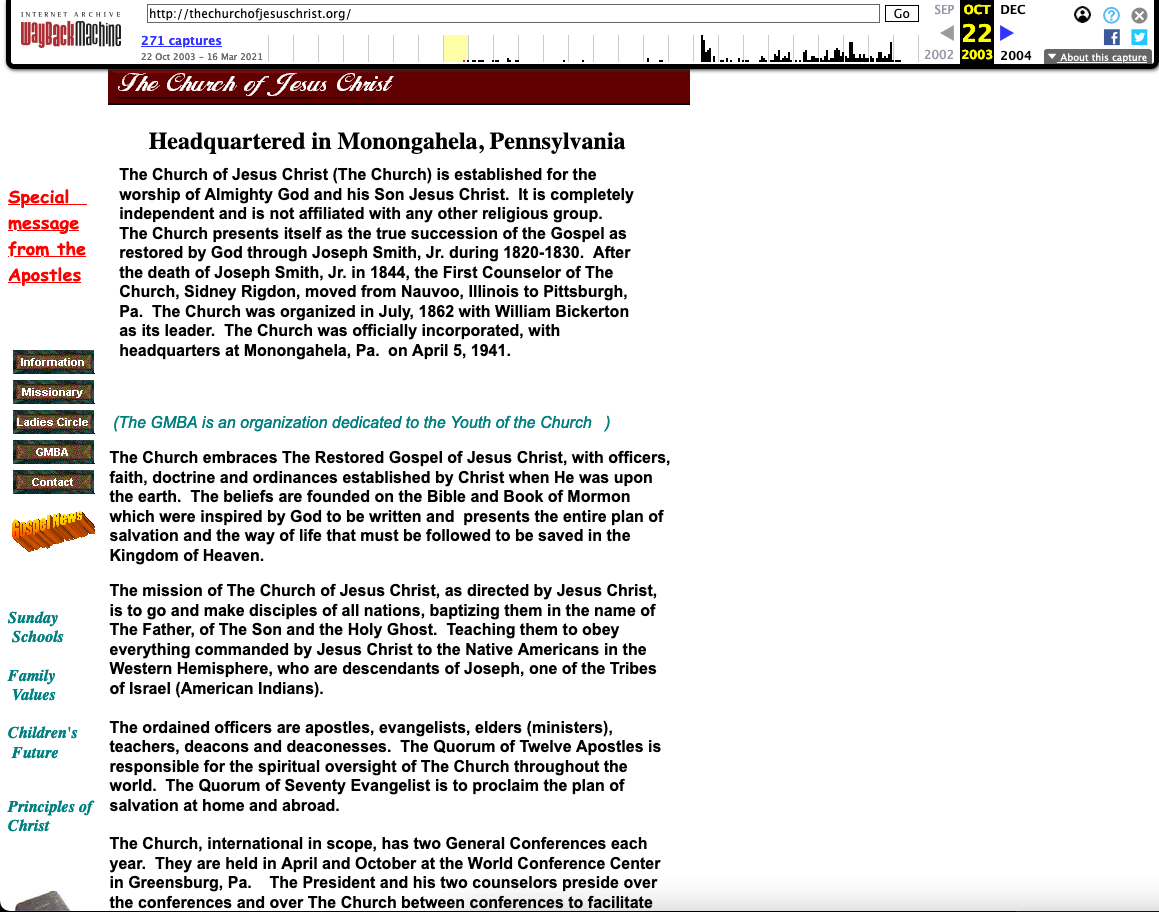 INTERNET ARCHIVE
WayBackMachine
http://thechurchofjesuschrist.org/
Go
271 captures
22 Oct 2003 – 16 Mar 2021
SEP OCT DEC
22
2002 2003 2004
About this capture
The Church of Jesus Christ
Headquartered in Monongahela, Pennsylvania
The Church of Jesus Christ (The Church) is established for the
worship of Almighty God and his Son Jesus Christ. It is completely
independent and is not affiliated with any other religious group.
The Church presents itself as the true succession of the Gospel as
restored by God through Joseph Smith, Jr. during 1820-1830. After
the death of Joseph Smith, Jr. in 1844, the First Counselor of The
Church, Sidney Rigdon, moved from Nauvoo, Illinois to Pittsburgh,
Pa. The Church was organized in July, 1862 with William Bickerton
as its leader. The Church was officially incorporated, with
headquarters at Monongahela, Pa. on April 5, 1941.
Special
message
from the
Apostles
Information
Missionary
Ladies Circle
GMBA
Contact
Gospel News
Sunday
Schools
Family
Values
Children's
Future
Principles of
Christ
(The GMBA is an organization dedicated to the Youth of the Church )
The Church embraces The Restored Gospel of Jesus Christ, with officers,
faith, doctrine and ordinances established by Christ when He was upon
the earth. The beliefs are founded on the Bible and Book of Mormon
which were inspired by God to be written and presents the entire plan of
salvation and the way of life that must be followed to be saved in the
Kingdom of Heaven.
The mission of The Church of Jesus Christ, as directed by Jesus Christ,
is to go and make disciples of all nations, baptizing them in the name of
The Father, of The Son and the Holy Ghost. Teaching them to obey
everything commanded by Jesus Christ to the Native Americans in the
Western Hemisphere, who are descendants of Joseph, one of the Tribes
of Israel (American Indians).
The ordained officers are apostles, evangelists, elders (ministers),
teachers, deacons and deaconesses. The Quorum of Twelve Apostles is
responsible for the spiritual oversight of The Church throughout the
world. The Quorum of Seventy Evangelist is to proclaim the plan of
salvation at home and abroad.
The Church, international in scope, has two General Conferences each
year. They are held in April and October at the World Conference Center
in Greensburg, Pa. The President and his two counselors preside over
the conferences and over The Church between conferences to facilitate